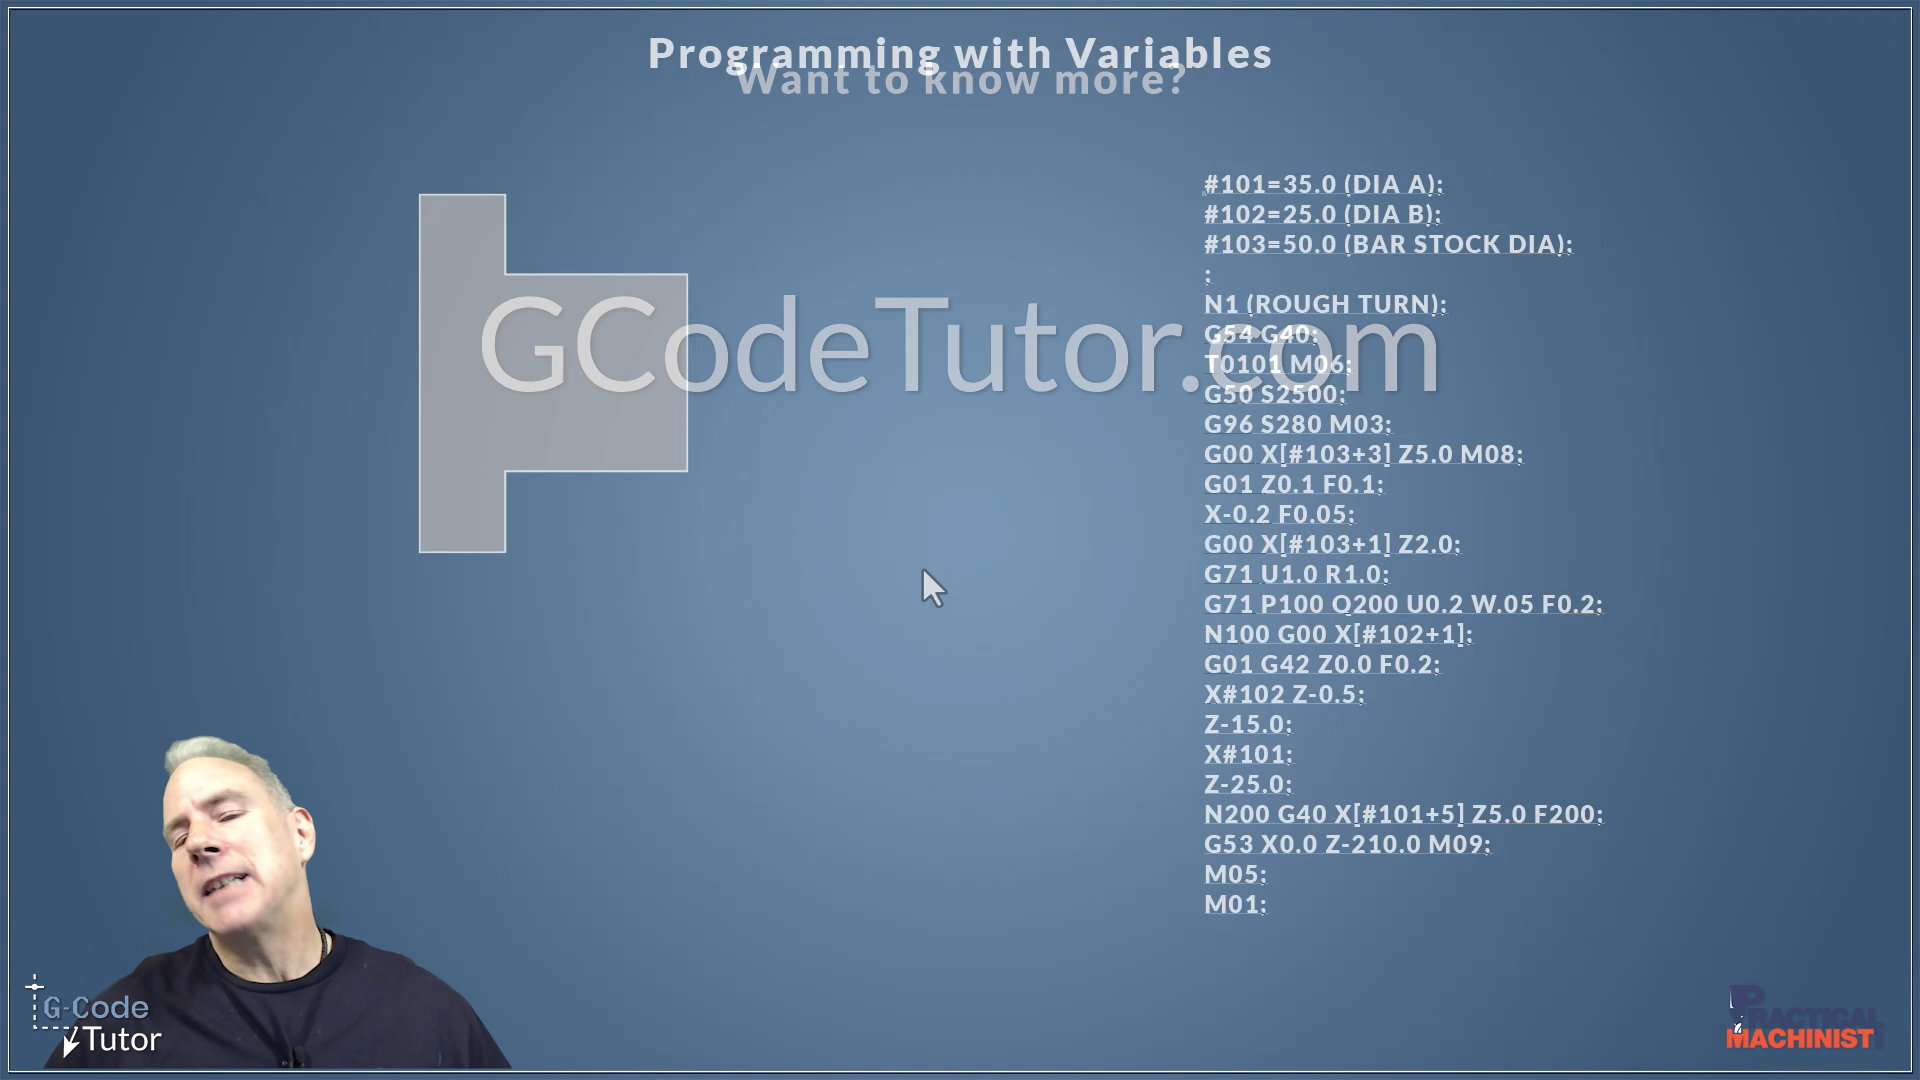 Programming with Variables
Want to know more?
GCodeTutor.com
#101=35.0 (DIA A);
#102=25.0 (DIA B);
#103=50.0 (BAR STOCK DIA);
;
N1 (ROUGH TURN);
G54 G40;
T0101 M06;
G50 S2500;
G96 S280 M03;
G00 X[#103+3] Z5.0 M08;
G01 Z0.1 F0.1;
X-0.2 F0.05;
G00 X[#103+1] Z2.0;
G71 U1.0 R1.0;
G71 P100 Q200 U0.2 W.05 F0.2;
N100 G00 X[#102+1];
G01 G42 Z0.0 F0.2;
X#102 Z-0.5;
Z-15.0;
X#101;
Z-25.0;
N200 G40 X[#101+5] Z5.0 F200;
G53 X0.0 Z-210.0 M09;
M05;
M01;
G-Code
Tutor
PRACTICAL
MACHINIST